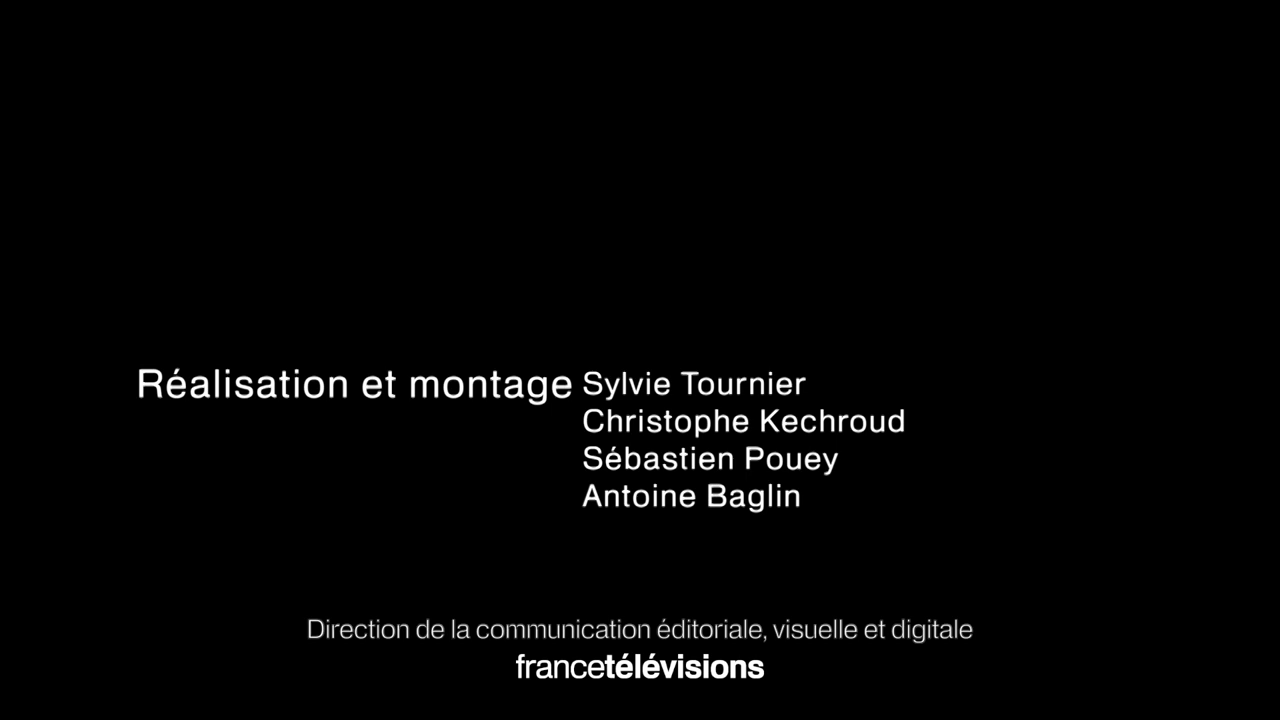 Réalisation et montage Sylvie Tournier
Christophe Kechroud
Sébastien Pouey
Antoine Baglin
Direction de la communication éditoriale, visuelle et digitale
francetélévisions